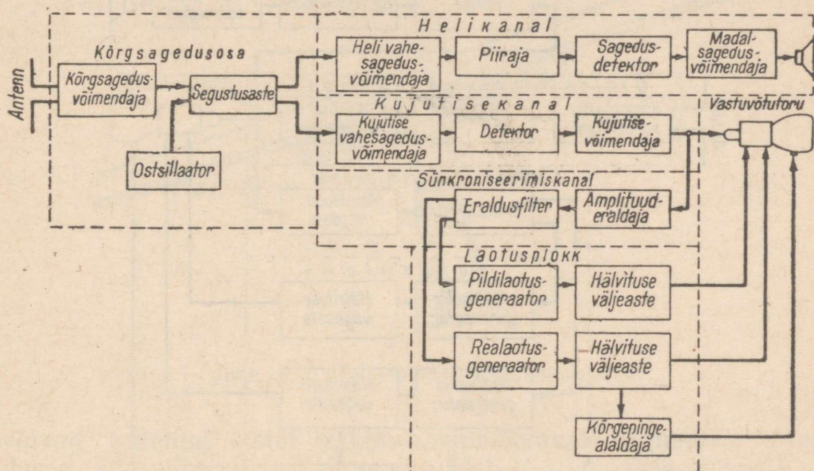 Helikanal
Kõrgsagedusosa
Antenn
Kõrgsagedus-
võimendaja
Segustusaste
Ostsillaator
Heli vahe-
sagedus-
võimendaja
Piiraja
Sagedus-
detektor
Madal-
sagedus-
võimendaja
Kujutisekanal
Kujutise
vahesagedus-
võimendaja
Detektor
Kujutise-
võimendaja
Vastuvõtutoru
Sünkroniseerimiskanal
Eraldusfilter
Amplituud-
eraldaja
Laotusplokk
Pildilaotus-
generaator
Hälvituse
väljeaste
Realaotus-
generaator
Hälvituse
väljeaste
Kõrgepinge-
alaldaja